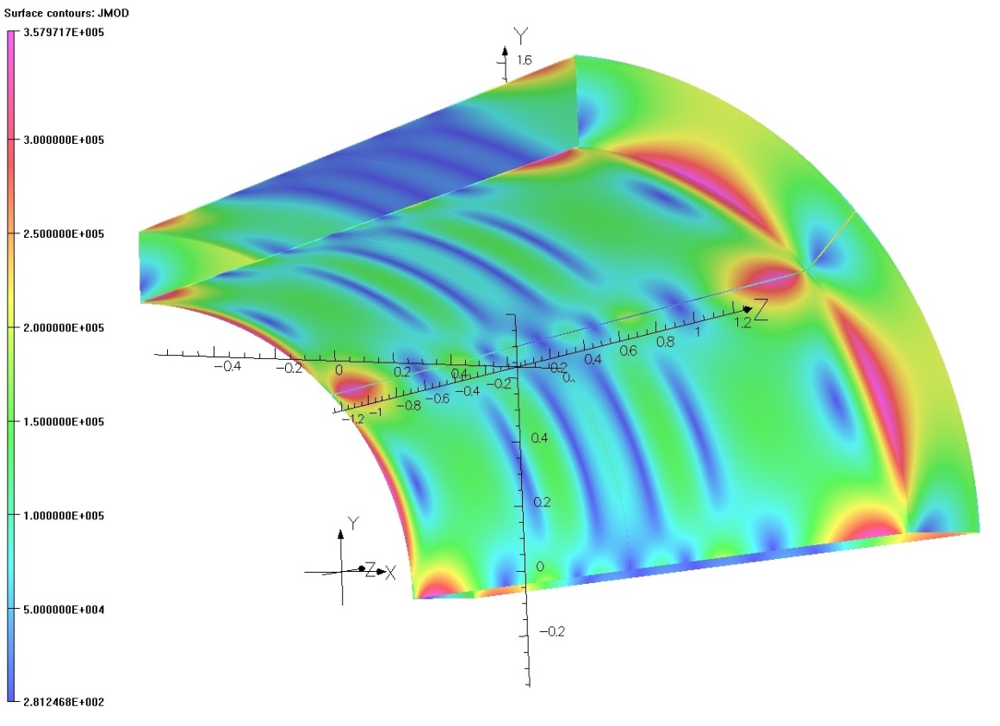 Surface contours: JMOD
3.579717E+005
3.000000E+005
2.500000E+005
2.000000E+005
1.500000E+005
1.000000E+005
5.000000E+004
2.812468E+002
Y
1.6
Z
1.2
1
0.8
0.6
0.4
0.2
−0.4
−0.2
0
0.2
0.4
−0.2
−0.4
−0.6
−0.8
−1
−1.2
0.4
0.2
0
−0.2
Y
Z
X